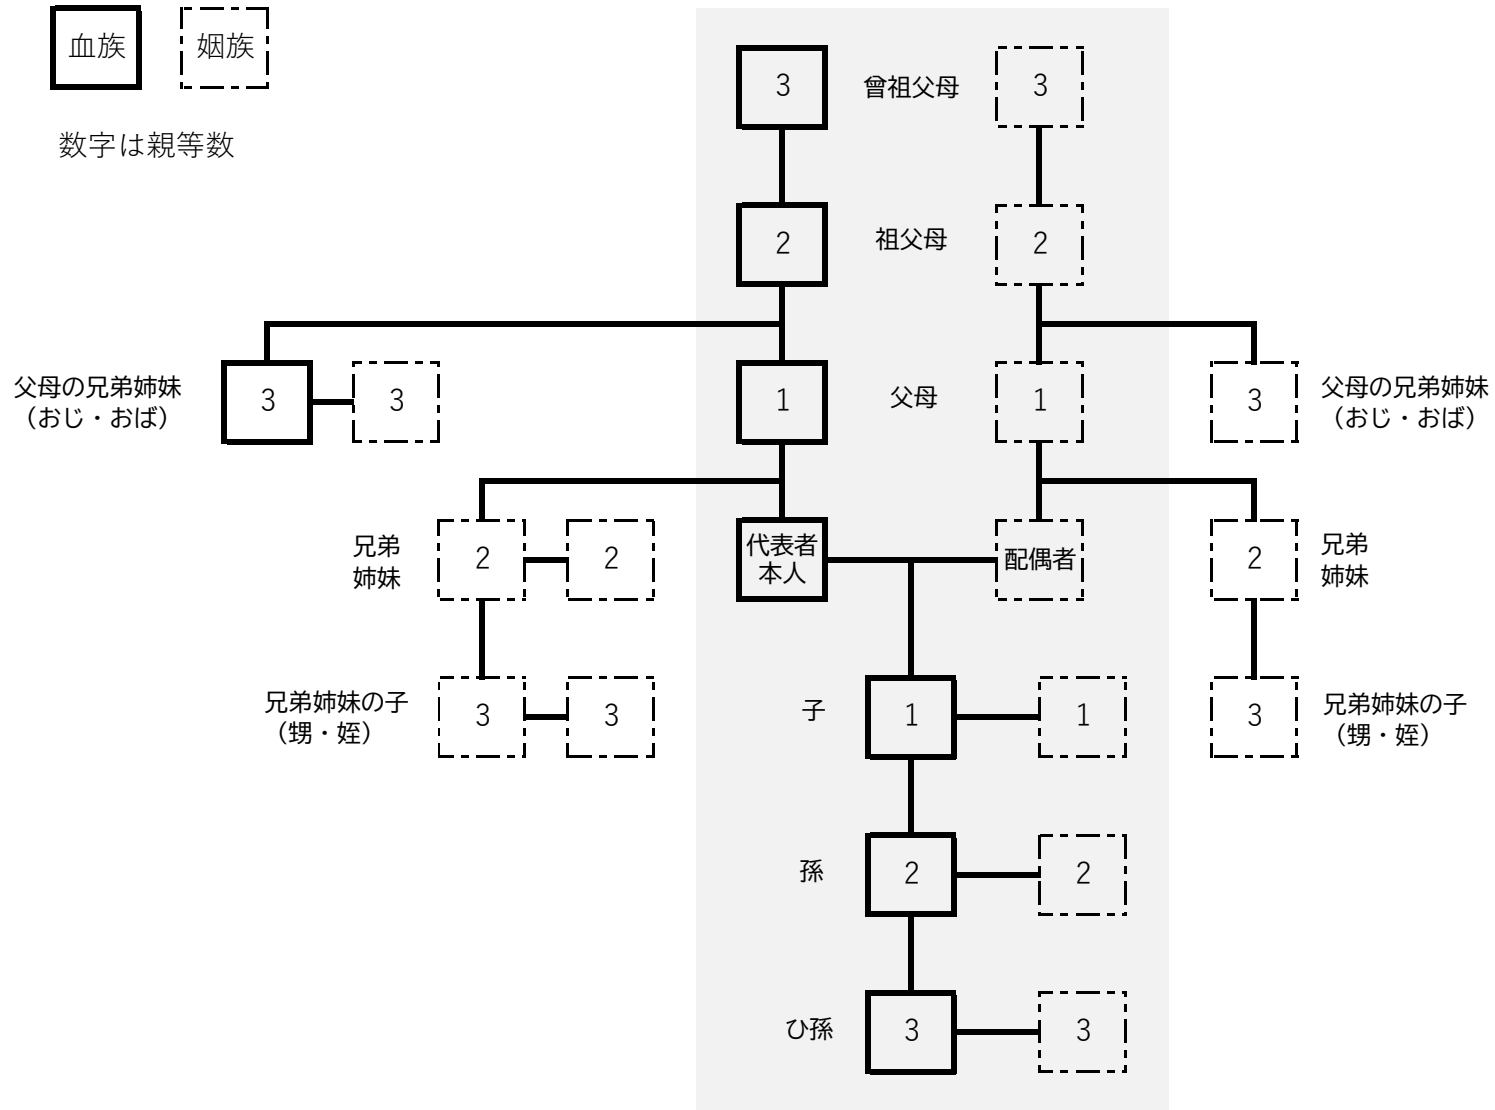 血族
姻族
数字は親等数
3
曾祖父母
3
2
祖父母
2
父母の兄弟姉妹
（おじ・おば）
3
3
1
父母
1
3
父母の兄弟姉妹
（おじ・おば）
兄弟
姉妹
2
2
代表者
本人
配偶者
2
兄弟
姉妹
兄弟姉妹の子
（甥・姪）
3
3
子
1
1
3
兄弟姉妹の子
（甥・姪）
孫
2
2
ひ孫
3
3